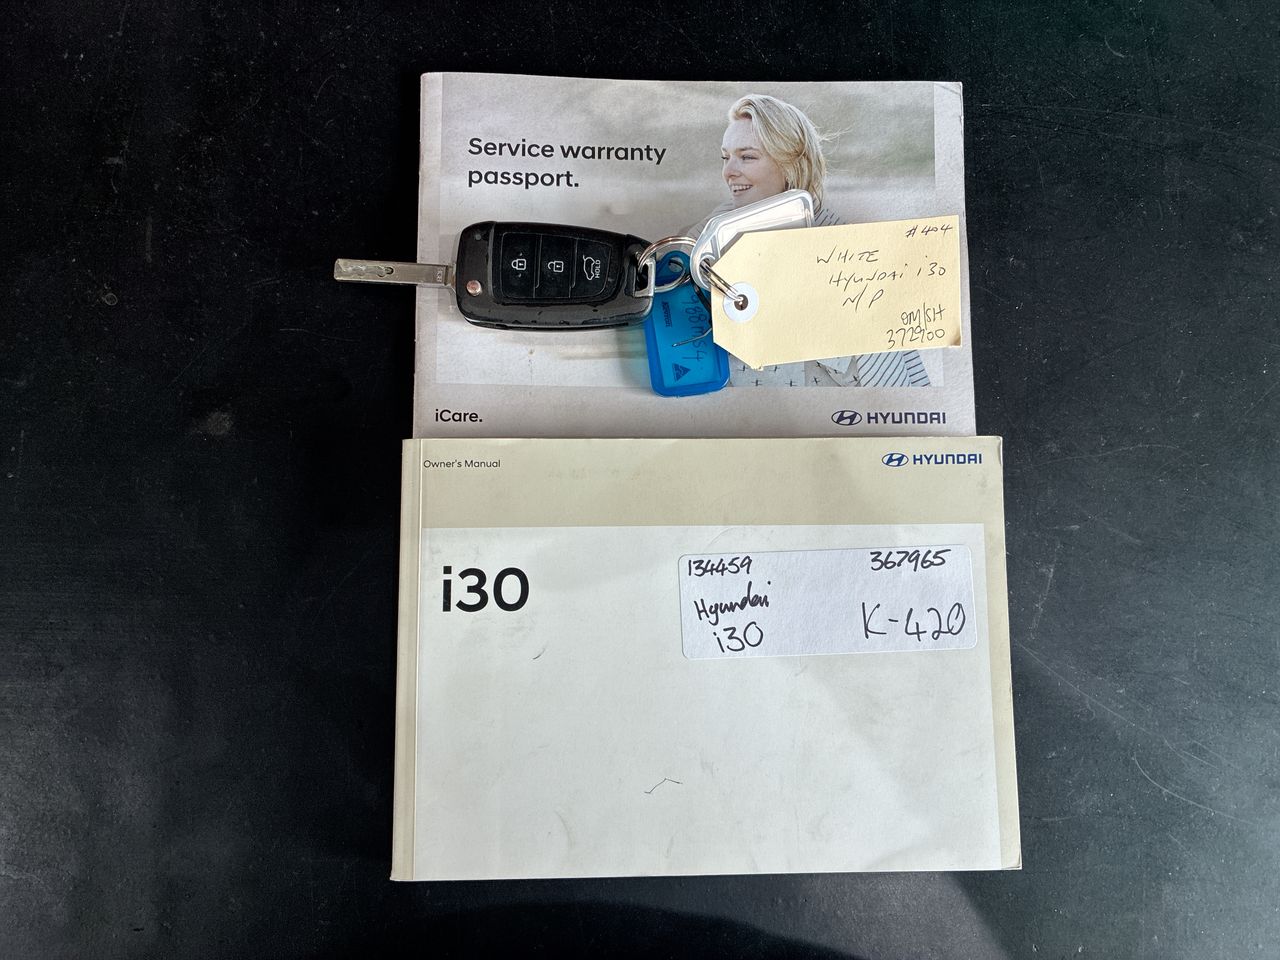 Service warranty
passport.
#404
WHITE
HYUNDAI i30
N/P
OM/SH
372900
HOLD
iCare.
HYUNDAI
Owner's Manual
HYUNDAI
i30
134459
367965
Hyundai
i30
K-420